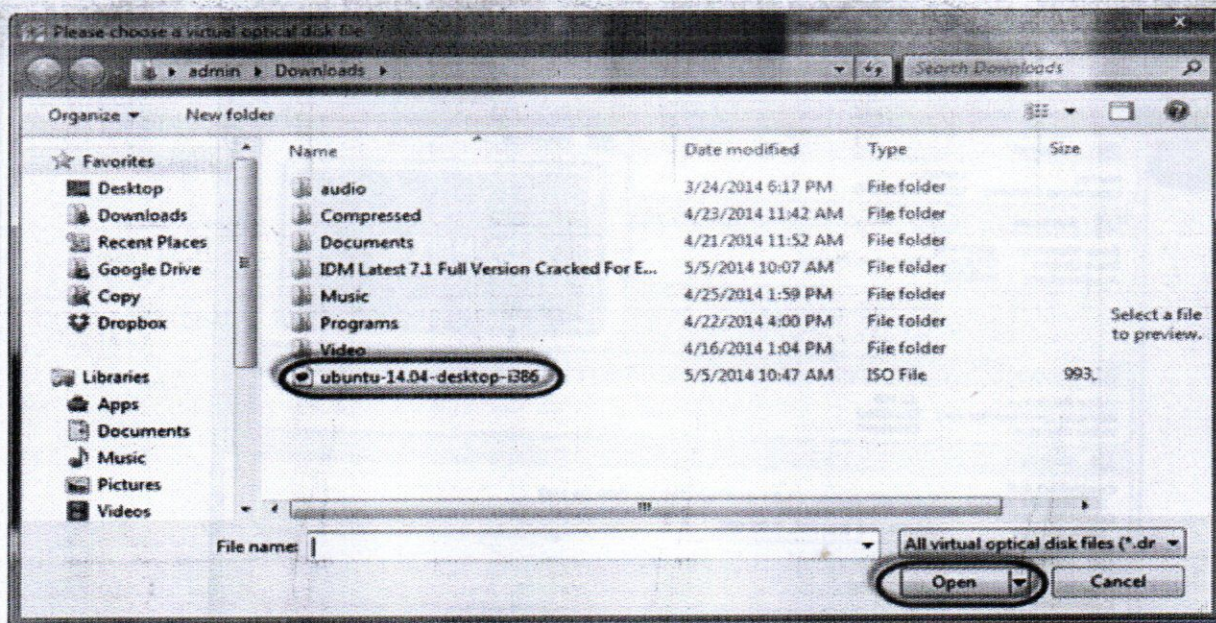 Please choose a virtual optical disk file
admin ▸ Downloads ▸
Search Downloads
Organize New folder
Name Date modified Type Size
Favorites
Desktop
Downloads
Recent Places
Google Drive
Copy
Dropbox
Libraries
Apps
Documents
Music
Pictures
Videos
audio 3/24/2014 6:17 PM File folder
Compressed 4/23/2014 11:42 AM File folder
Documents 4/21/2014 11:52 AM File folder
IDM Latest 7.1 Full Version Cracked For E... 5/5/2014 10:07 AM File folder
Music 4/25/2014 1:59 PM File folder
Programs 4/22/2014 4:00 PM File folder
Video 4/16/2014 1:04 PM File folder
ubuntu-14.04-desktop-i386 5/5/2014 10:47 AM ISO File 993,
Select a file
to preview.
File name: All virtual optical disk files (*.dr
Open Cancel